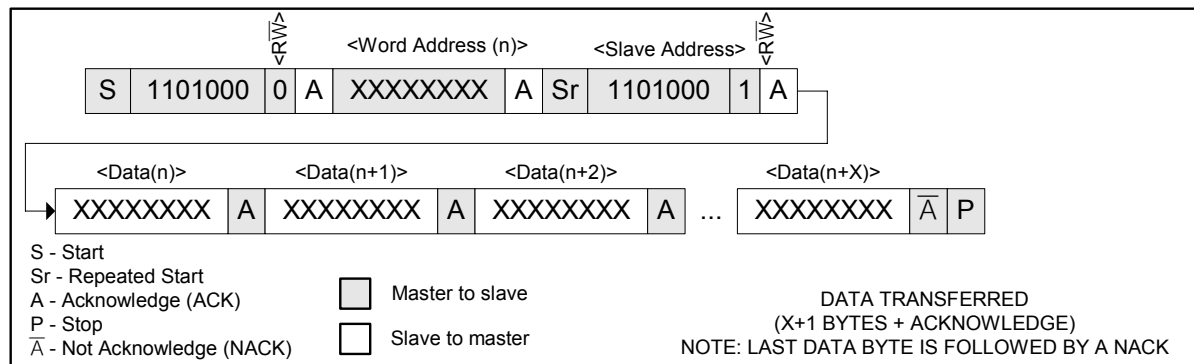 <RW̅> <Word Address (n)> <Slave Address> <RW̅>
S 1101000 0 A XXXXXXXX A Sr 1101000 1 A
<Data(n)> <Data(n+1)> <Data(n+2)> <Data(n+X)>
XXXXXXXX A XXXXXXXX A XXXXXXXX A ... XXXXXXXX A̅ P
S - Start
Sr - Repeated Start
A - Acknowledge (ACK)
P - Stop
A̅ - Not Acknowledge (NACK)
Master to slave
Slave to master
DATA TRANSFERRED
(X+1 BYTES + ACKNOWLEDGE)
NOTE: LAST DATA BYTE IS FOLLOWED BY A NACK